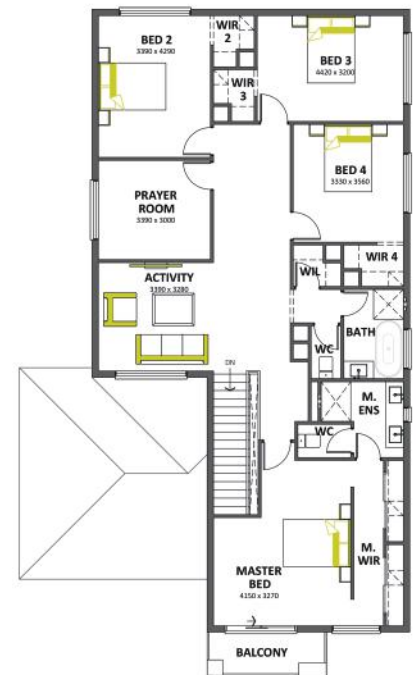 BED 2
3390 x 4290
WIR
2
BED 3
4420 x 3200
WIR
3
BED 4
3330 x 3560
PRAYER
ROOM
3390 x 3000
ACTIVITY
3390 x 3280
WIL
WIR 4
BATH
WC
DN
M.
ENS
WC
M.
WIR
MASTER
BED
4150 x 3270
BALCONY